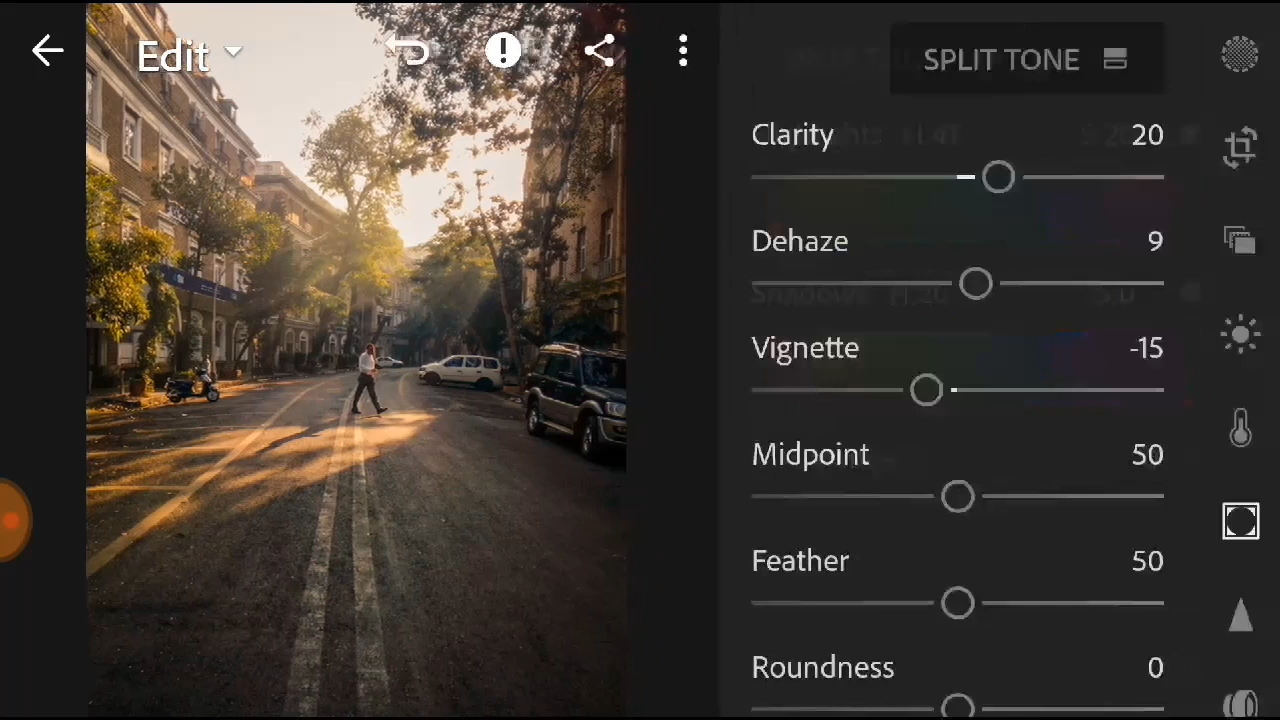 Edit
SPLIT TONE
Clarity 20
Dehaze 9
Vignette -15
Midpoint 50
Feather 50
Roundness 0